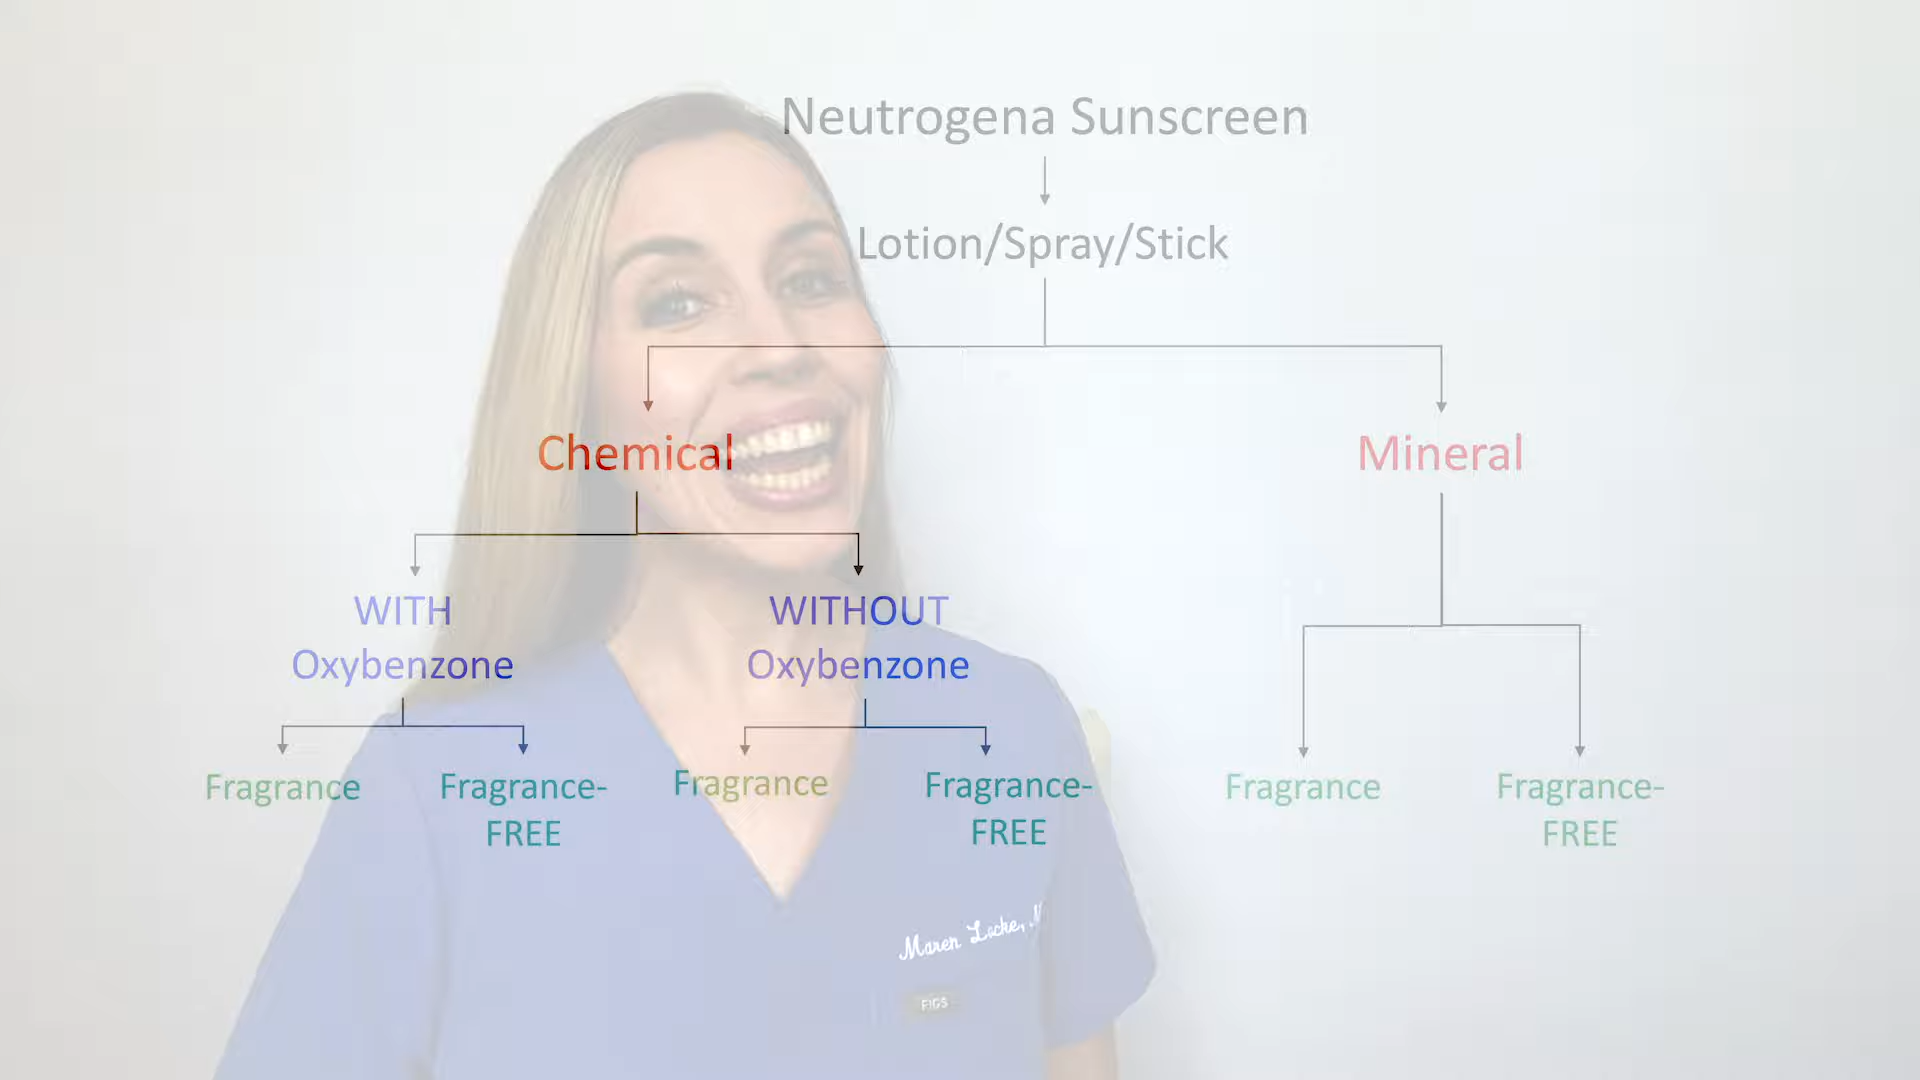 Neutrogena Sunscreen
Lotion/Spray/Stick
Chemical
Mineral
WITH
Oxybenzone
WITHOUT
Oxybenzone
Fragrance
Fragrance-
FREE
Fragrance
Fragrance-
FREE
Fragrance
Fragrance-
FREE
Maren Locke,
FIGS